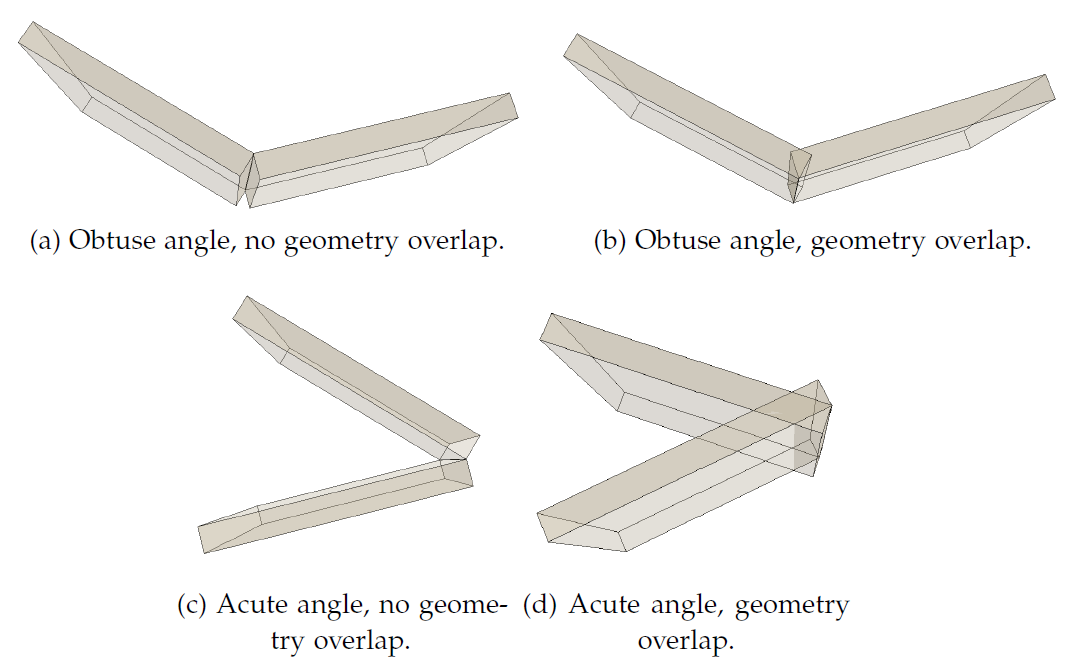 (a) Obtuse angle, no geometry overlap.
(b) Obtuse angle, geometry overlap.
(c) Acute angle, no geome-
try overlap.
(d) Acute angle, geometry
overlap.